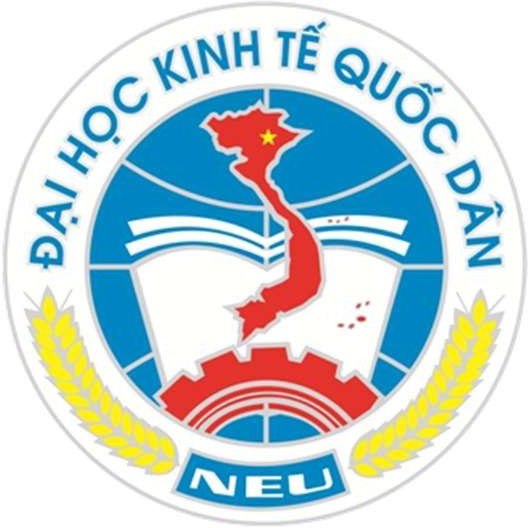 ĐẠI HỌC KINH TẾ QUỐC DÂN
NEU